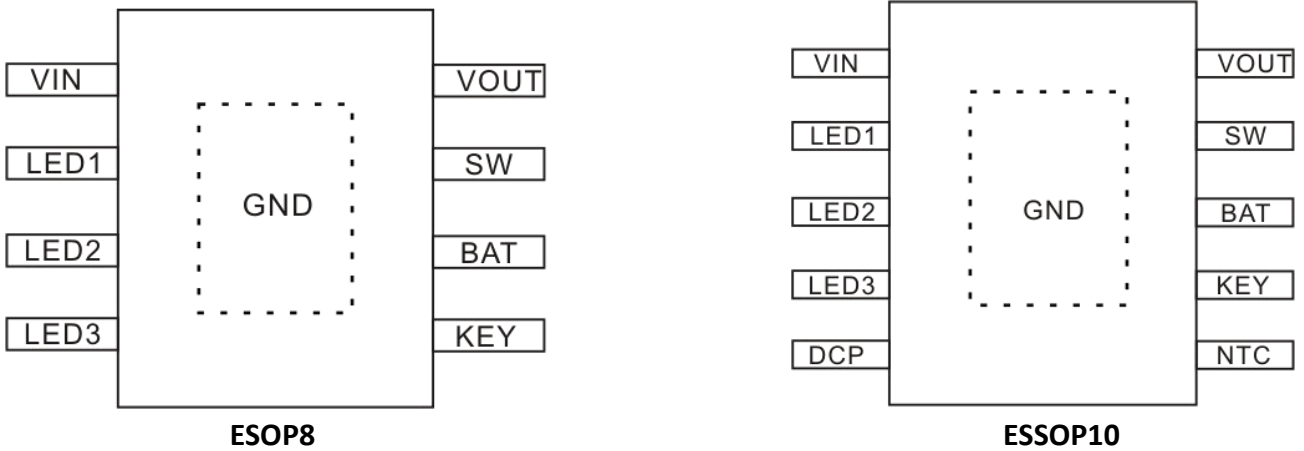 VIN
LED1
LED2
LED3
GND
VOUT
SW
BAT
KEY
ESOP8
VIN
LED1
LED2
LED3
DCP
GND
VOUT
SW
BAT
KEY
NTC
ESSOP10